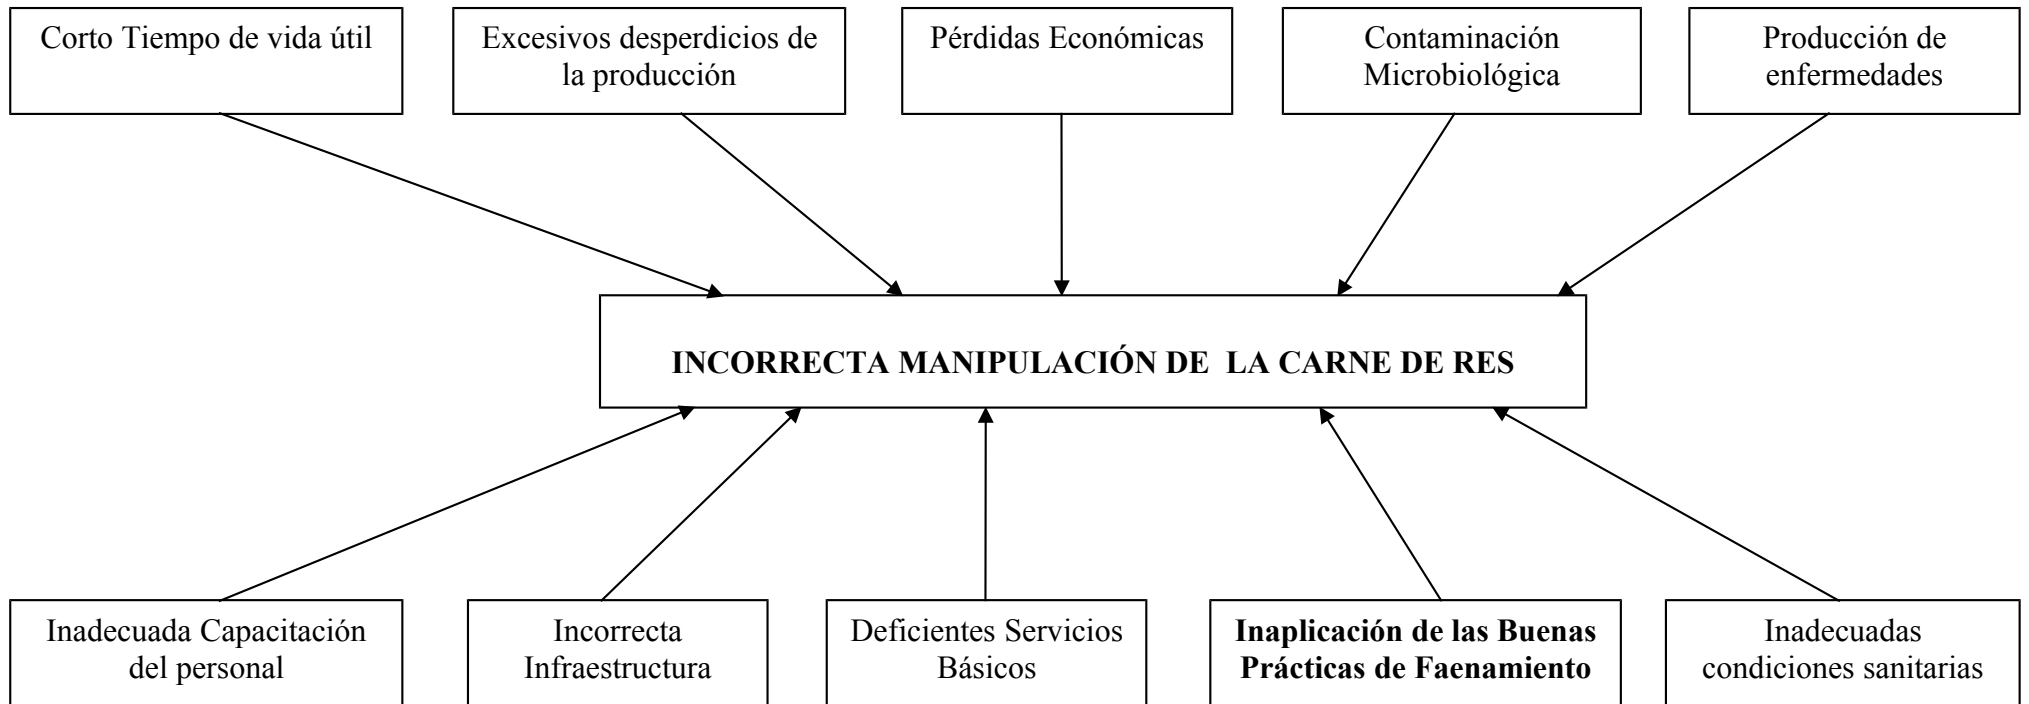 Corto Tiempo de vida útil
Excesivos desperdicios de
la producción
Pérdidas Económicas
Contaminación
Microbiológica
Producción de
enfermedades
INCORRECTA MANIPULACIÓN DE  LA CARNE DE RES
Inadecuada Capacitación
del personal
Incorrecta
Infraestructura
Deficientes Servicios
Básicos
Inaplicación de las Buenas
Prácticas de Faenamiento
Inadecuadas
condiciones sanitarias